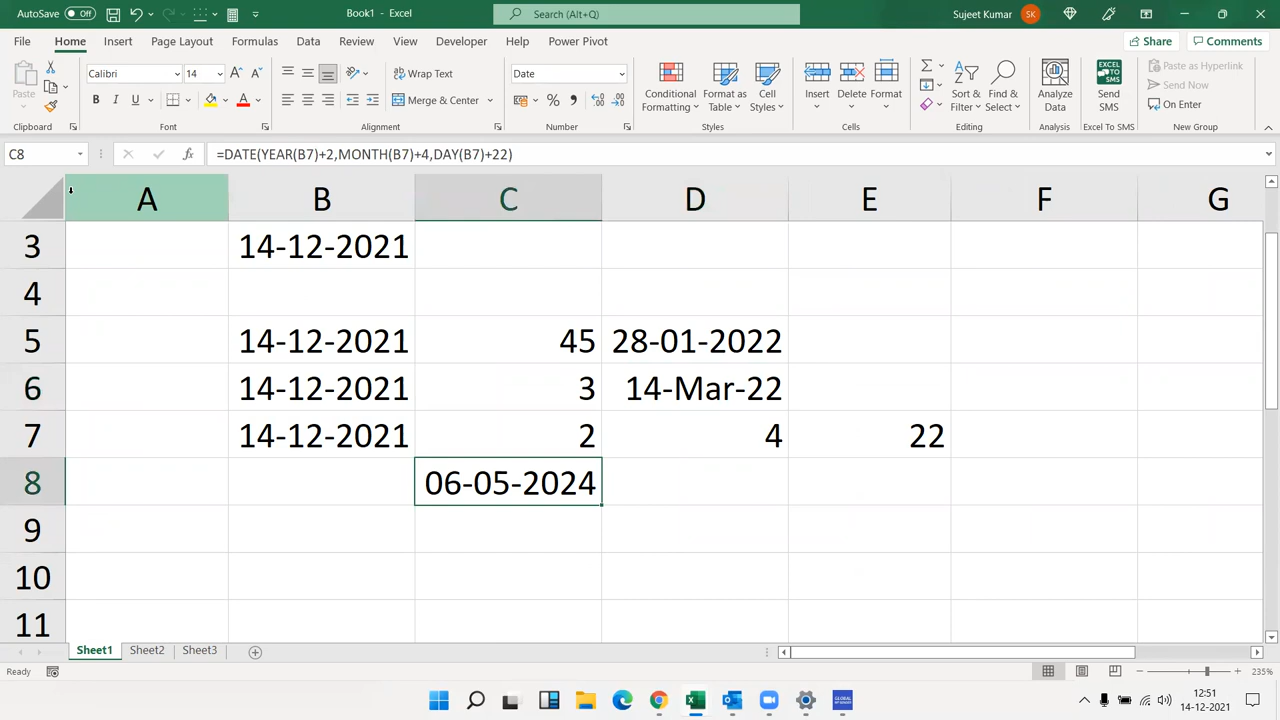 AutoSave Off Book1 - Excel Search (Alt+Q) Sujeet Kumar SK
File Home Insert Page Layout Formulas Data Review View Developer Help Power Pivot Share Comments
Paste Calibri 14 A A Wrap Text Date Conditional Formatting Format as Table Cell Styles Insert Delete Format Sort & Filter Find & Select Analyze Data EXCEL TO SMS Send SMS Paste as Hyperlink
Send Now
B I U A Merge & Center % On Enter
Clipboard Font Alignment Number Styles Cells Editing Analysis Excel To SMS New Group
C8 fx =DATE(YEAR(B7)+2,MONTH(B7)+4,DAY(B7)+22)
A B C D E F G
3 14-12-2021
4
5 14-12-2021 45 28-01-2022
6 14-12-2021 3 14-Mar-22
7 14-12-2021 2 4 22
8 06-05-2024
9
10
11
Sheet1 Sheet2 Sheet3
Ready 235%
12:51
14-12-2021